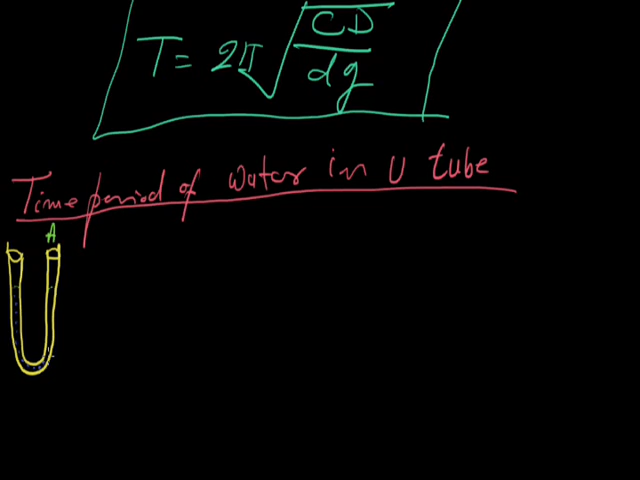 T = 2π √(CD/dg)
Time period of water in U tube
A